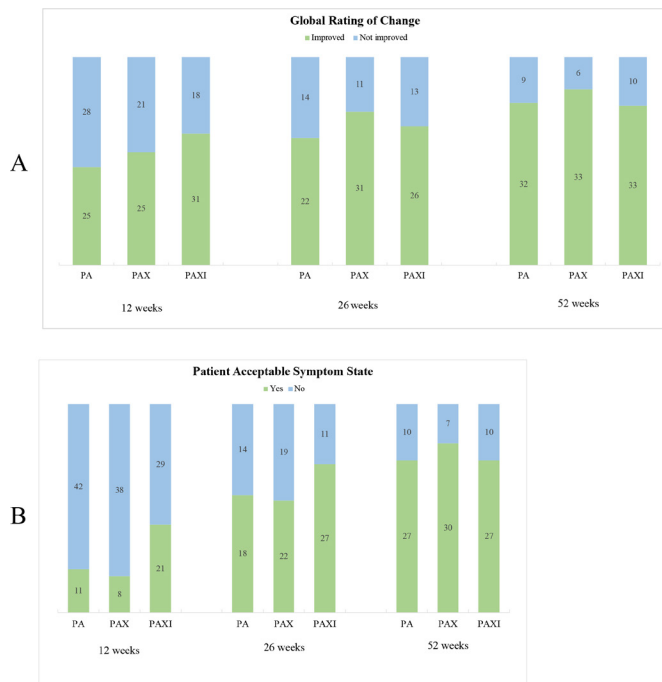 Global Rating of Change
Improved Not improved
28 21 18
25 25 31
PA PAX PAXI
12 weeks
14 11 13
22 31 26
PA PAX PAXI
26 weeks
9 6 10
32 33 33
PA PAX PAXI
52 weeks
A
Patient Acceptable Symptom State
Yes No
42 38 29
11 8 21
PA PAX PAXI
12 weeks
14 19 11
18 22 27
PA PAX PAXI
26 weeks
10 7 10
27 30 27
PA PAX PAXI
52 weeks
B